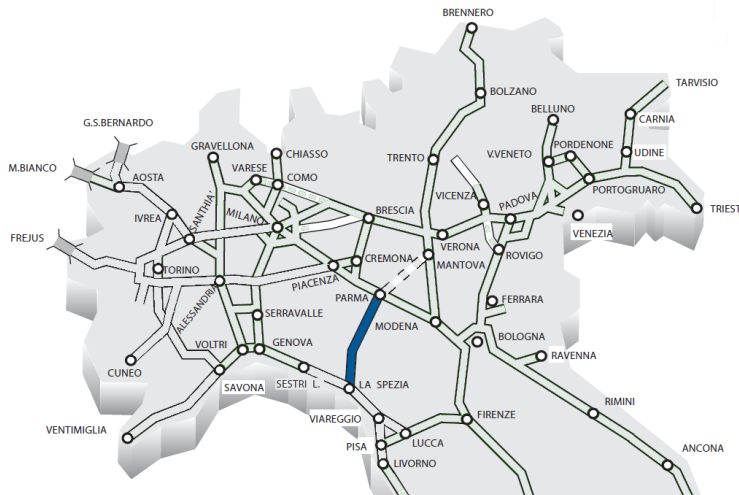 BRENNERO
TARVISIO
BOLZANO
BELLUNO
G.S.BERNARDO
CARNIA
GRAVELLONA
CHIASSO
PORDENONE
UDINE
M.BIANCO
VARESE
COMO
TRENTO
V.VENETO
AOSTA
PORTOGRUARO
IVREA
SANTHIA'
MILANO
BRESCIA
VICENZA
PADOVA
TRIEST
FREJUS
VERONA
VENEZIA
TORINO
CREMONA
MANTOVA
ROVIGO
PIACENZA
ALESSANDRIA
PARMA
FERRARA
SERRAVALLE
MODENA
VOLTRI
GENOVA
BOLOGNA
RAVENNA
CUNEO
SAVONA
SESTRI L.
LA SPEZIA
RIMINI
VENTIMIGLIA
VIAREGGIO
FIRENZE
PISA
LUCCA
ANCONA
LIVORNO